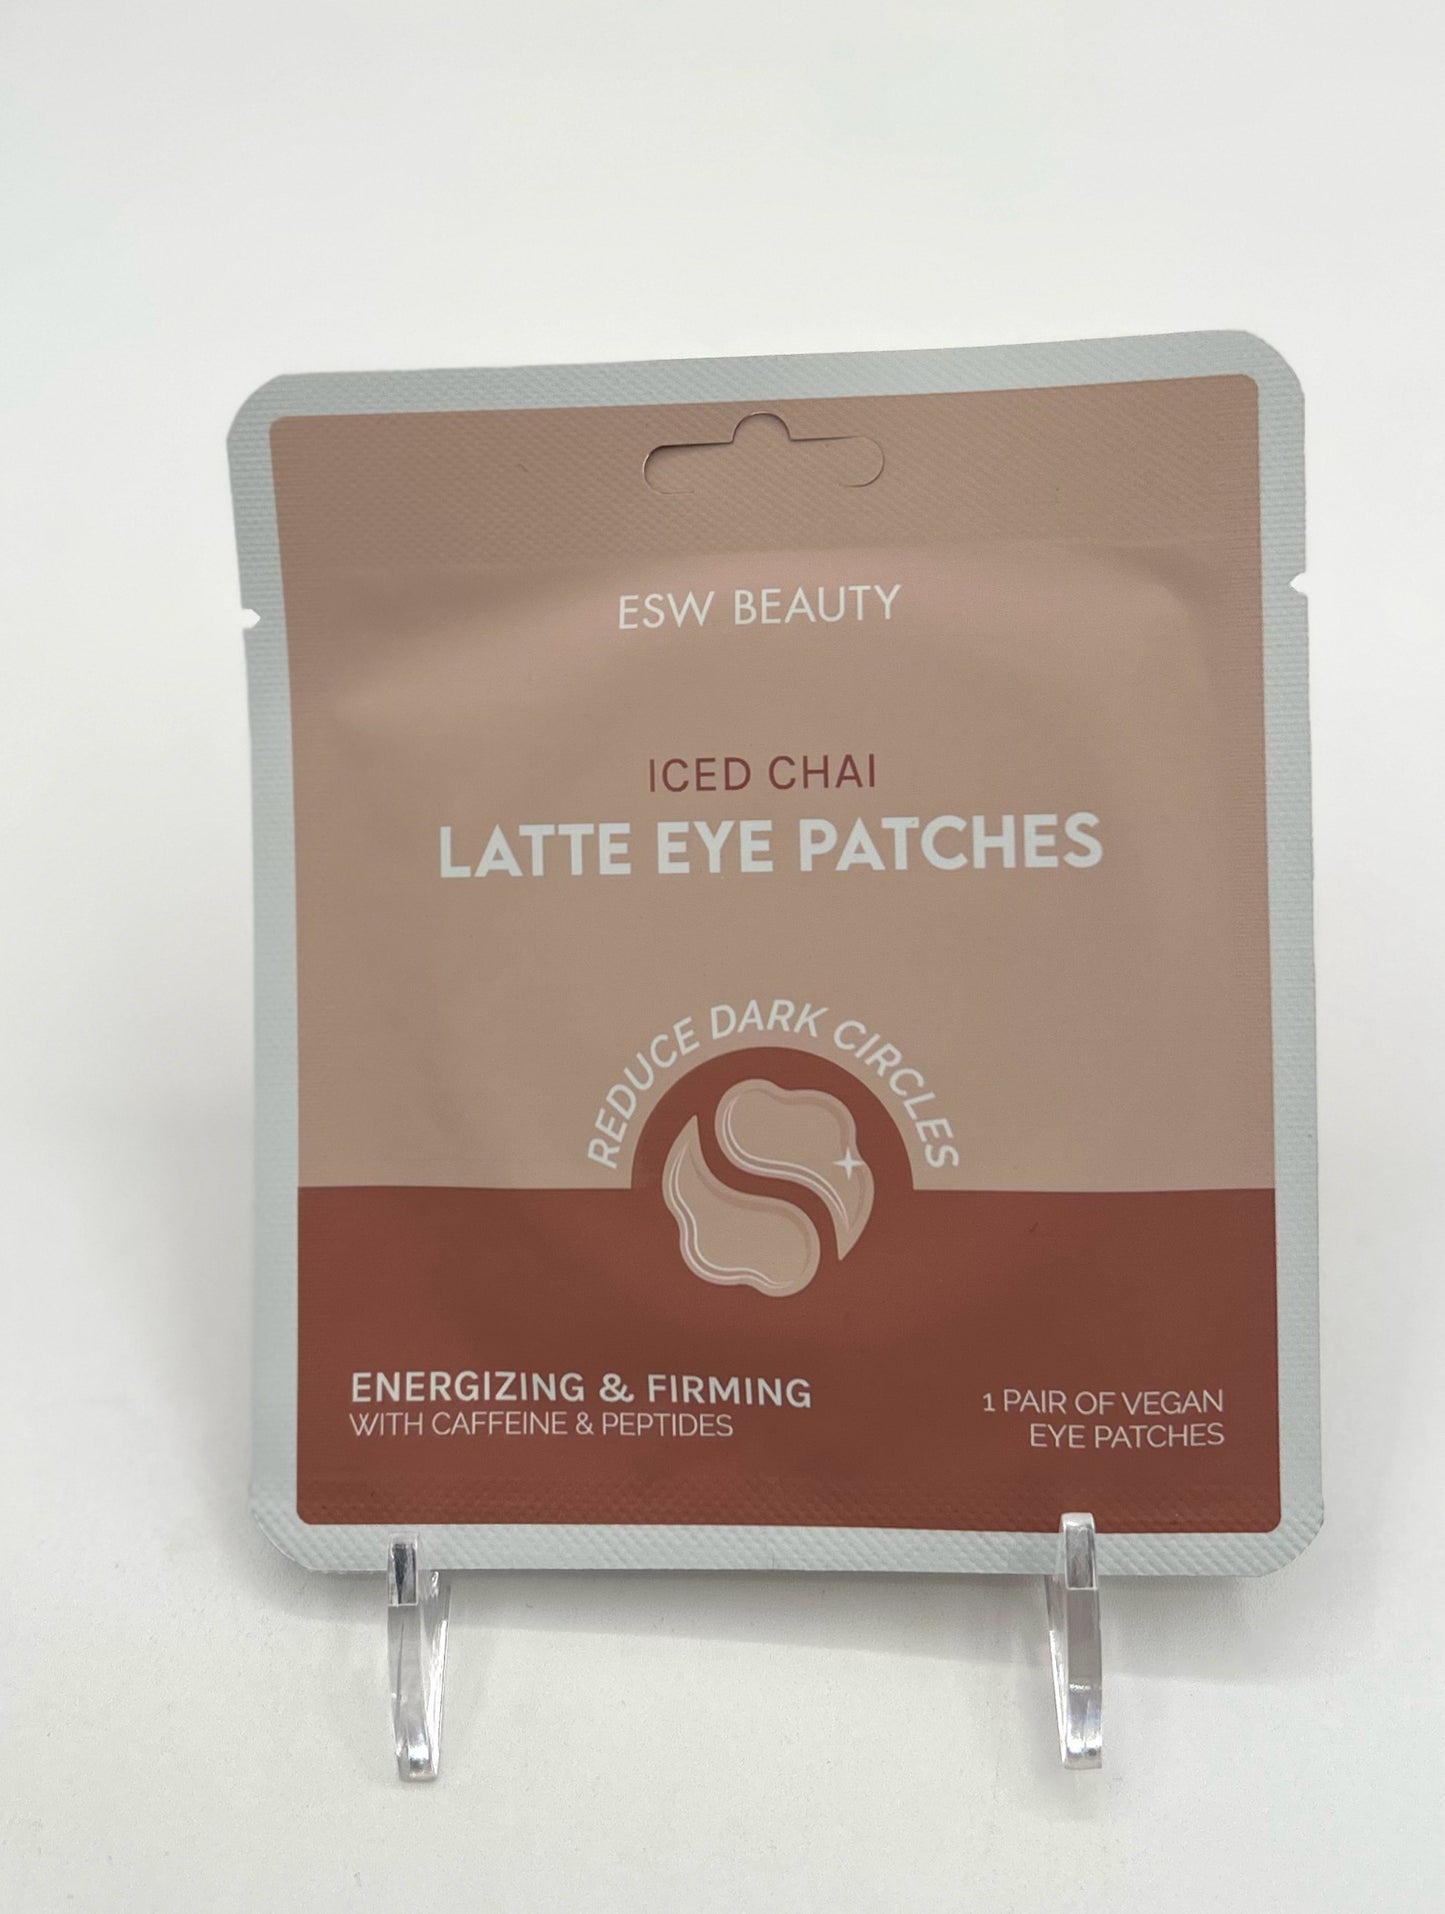 ESW BEAUTY
ICED CHAI
LATTE EYE PATCHES
REDUCE DARK CIRCLES
ENERGIZING & FIRMING
WITH CAFFEINE & PEPTIDES
1 PAIR OF VEGAN
EYE PATCHES